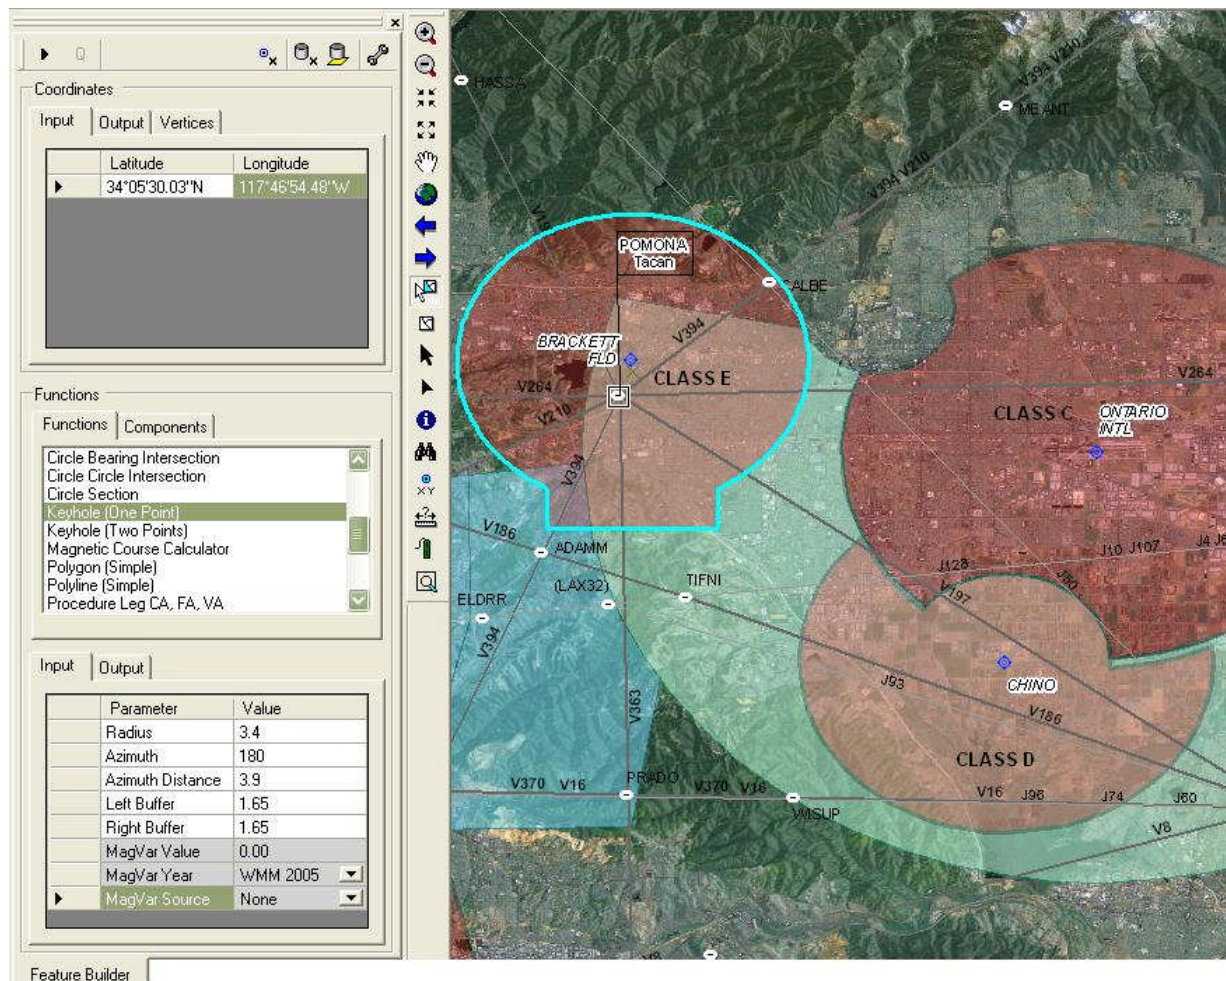 Coordinates
Input Output Vertices
Latitude Longitude
34°05'30.03"N 117°46'54.48"W
Functions
Functions Components
Circle Bearing Intersection
Circle Circle Intersection
Circle Section
Keyhole (One Point)
Keyhole (Two Points)
Magnetic Course Calculator
Polygon (Simple)
Polyline (Simple)
Procedure Leg CA, FA, VA
Input Output
Parameter Value
Radius 3.4
Azimuth 180
Azimuth Distance 3.9
Left Buffer 1.65
Right Buffer 1.65
MagVar Value 0.00
MagVar Year WMM 2005
MagVar Source None
Feature Builder
XY
HASSA
V394 V210
MEANT
V394 V210
POMONA
Tacan
CALBE
V394
BRACKETT
FLD
CLASS E
V264
V264
V210
CLASS C
ONTARIO
INTL
V394
V186
ADAMM
J128
J10 J107
J4
(LAX32)
TIFNI
J50
V197
ELDRR
V394
J93
CHINO
V186
V363
CLASS D
V370 V16
PRADO
V370 V16
WISUP
V16 J96 J74 J60
V8
V8